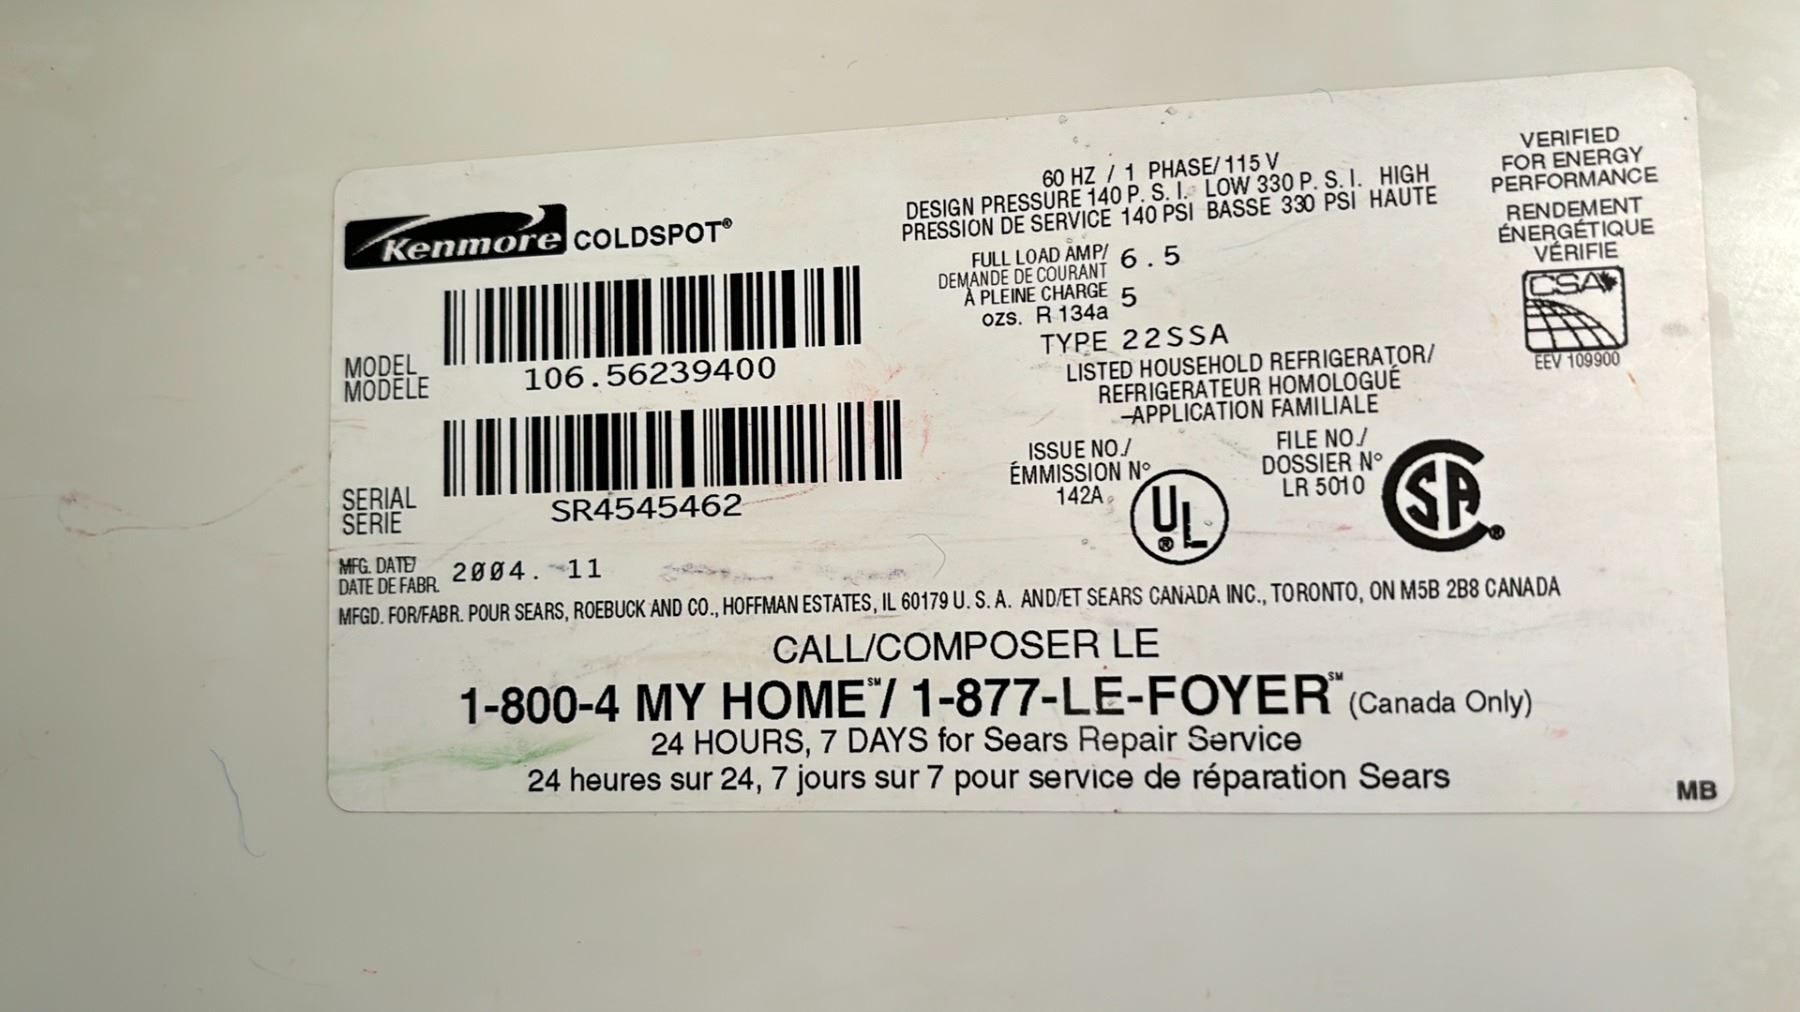 Kenmore COLDSPOT®
MODEL
MODÈLE
106.56239400
SERIAL
SERIE
SR4545462
MFG. DATE/
DATE DE FABR.
2004. 11
60 HZ / 1 PHASE/ 115 V
DESIGN PRESSURE 140 P. S. I. LOW 330 P. S. I. HIGH
PRESSION DE SERVICE 140 PSI BASSE 330 PSI HAUTE
FULL LOAD AMP/ 6.5
DEMANDE DE COURANT
À PLEINE CHARGE
ozs. R 134a 5
TYPE 22SSA
LISTED HOUSEHOLD REFRIGERATOR/
REFRIGERATEUR HOMOLOGUÉ
-APPLICATION FAMILIALE
ISSUE NO./
ÉMMISSION N°
142A
UL®
FILE NO./
DOSSIER N°
LR 5010
CSA®
VERIFIED
FOR ENERGY
PERFORMANCE
RENDEMENT
ÉNERGÉTIQUE
VÉRIFIE
CSA
EEV 109900
MFGD. FOR/FABR. POUR SEARS, ROEBUCK AND CO., HOFFMAN ESTATES, IL 60179 U. S. A. AND/ET SEARS CANADA INC., TORONTO, ON M5B 2B8 CANADA
CALL/COMPOSER LE
1-800-4 MY HOME℠/ 1-877-LE-FOYER℠ (Canada Only)
24 HOURS, 7 DAYS for Sears Repair Service
24 heures sur 24, 7 jours sur 7 pour service de réparation Sears
MB